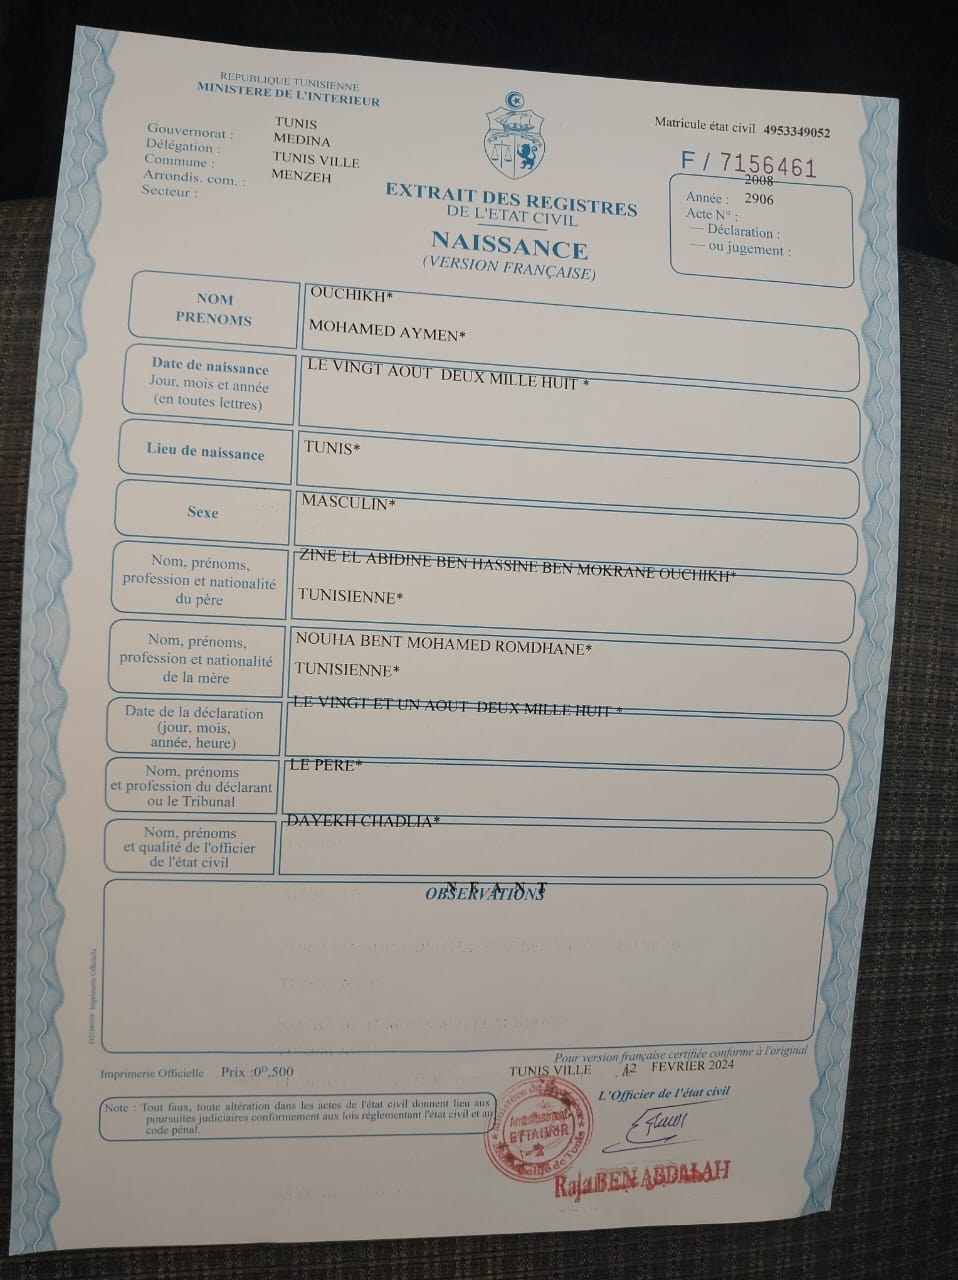 REPUBLIQUE TUNISIENNE
MINISTERE DE L'INTERIEUR
Gouvernorat : TUNIS
Délégation : MEDINA
Commune : TUNIS VILLE
Arrondis. com. : MENZEH
Secteur :
Matricule état civil 4953349052
F / 7156461
2008
Année : 2906
Acte N° :
— Déclaration :
— ou jugement :
EXTRAIT DES REGISTRES
DE L'ETAT CIVIL
NAISSANCE
(VERSION FRANÇAISE)
NOM
PRENOMS
OUCHIKH*
MOHAMED AYMEN*
Date de naissance
Jour, mois et année
(en toutes lettres)
LE VINGT AOUT DEUX MILLE HUIT *
Lieu de naissance
TUNIS*
Sexe
MASCULIN*
Nom, prénoms,
profession et nationalité
du père
ZINE EL ABIDINE BEN HASSINE BEN MOKRANE OUCHIKH*
TUNISIENNE*
Nom, prénoms,
profession et nationalité
de la mère
NOUHA BENT MOHAMED ROMDHANE*
TUNISIENNE*
Date de la déclaration
(jour, mois,
année, heure)
LE VINGT ET UN AOUT DEUX MILLE HUIT *
Nom, prénoms
et profession du déclarant
ou le Tribunal
LE PERE*
Nom, prénoms
et qualité de l'officier
de l'état civil
DAYEKH CHADLIA*
N E A N T
OBSERVATIONS
Imprimerie Officielle
Imprimerie Officielle Prix :0ᴰ,500
Pour version française certifiée conforme à l'original
TUNIS VILLE 12 FEVRIER 2024
L'Officier de l'état civil
Note : Tout faux, toute altération dans les actes de l'état civil donnent lieu aux
poursuites judiciaires conformement aux lois réglementant l'état civil et au
code pénal.
Arrondissement
ETTAHRIR
2
Raja BEN ABDALAH